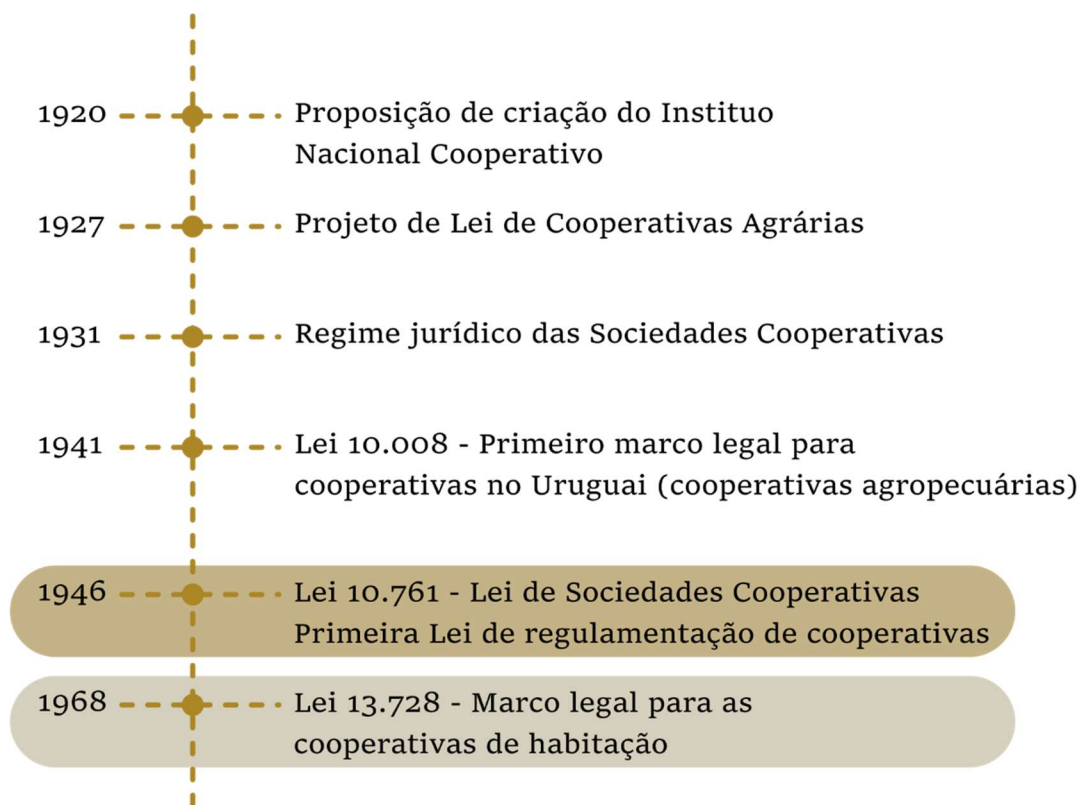 1920 Proposição de criação do Instituo
Nacional Cooperativo
1927 Projeto de Lei de Cooperativas Agrárias
1931 Regime jurídico das Sociedades Cooperativas
1941 Lei 10.008 - Primeiro marco legal para
cooperativas no Uruguai (cooperativas agropecuárias)
1946 Lei 10.761 - Lei de Sociedades Cooperativas
Primeira Lei de regulamentação de cooperativas
1968 Lei 13.728 - Marco legal para as
cooperativas de habitação